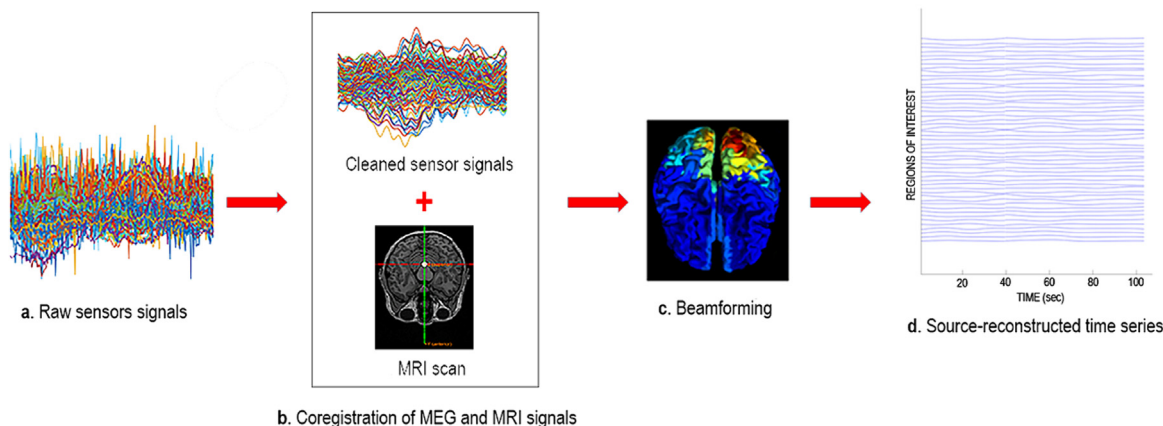 a. Raw sensors signals
Cleaned sensor signals
+
MRI scan
b. Coregistration of MEG and MRI signals
c. Beamforming
REGIONS OF INTEREST
20 40 60 80 100
TIME (sec)
d. Source-reconstructed time series